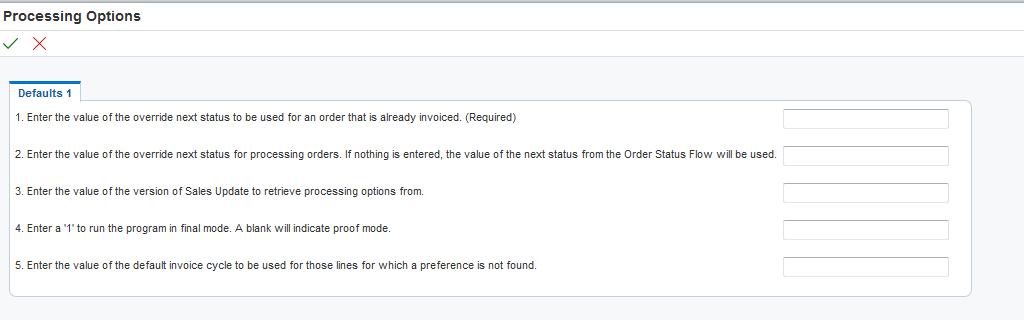 Processing Options
Defaults 1
1. Enter the value of the override next status to be used for an order that is already invoiced. (Required)
2. Enter the value of the override next status for processing orders. If nothing is entered, the value of the next status from the Order Status Flow will be used.
3. Enter the value of the version of Sales Update to retrieve processing options from.
4. Enter a '1' to run the program in final mode. A blank will indicate proof mode.
5. Enter the value of the default invoice cycle to be used for those lines for which a preference is not found.